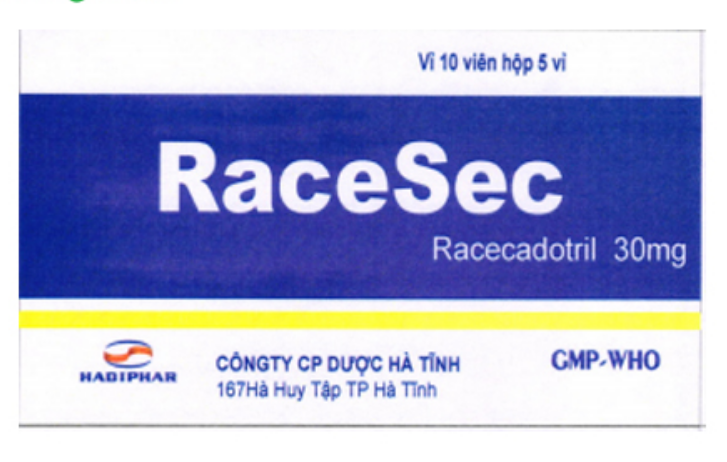 Vỉ 10 viên hộp 5 vỉ
RaceSec
Racecadotril 30mg
HADIPHAR
CÔNGTY CP DƯỢC HÀ TĨNH
167Hà Huy Tập TP Hà Tĩnh
GMP-WHO